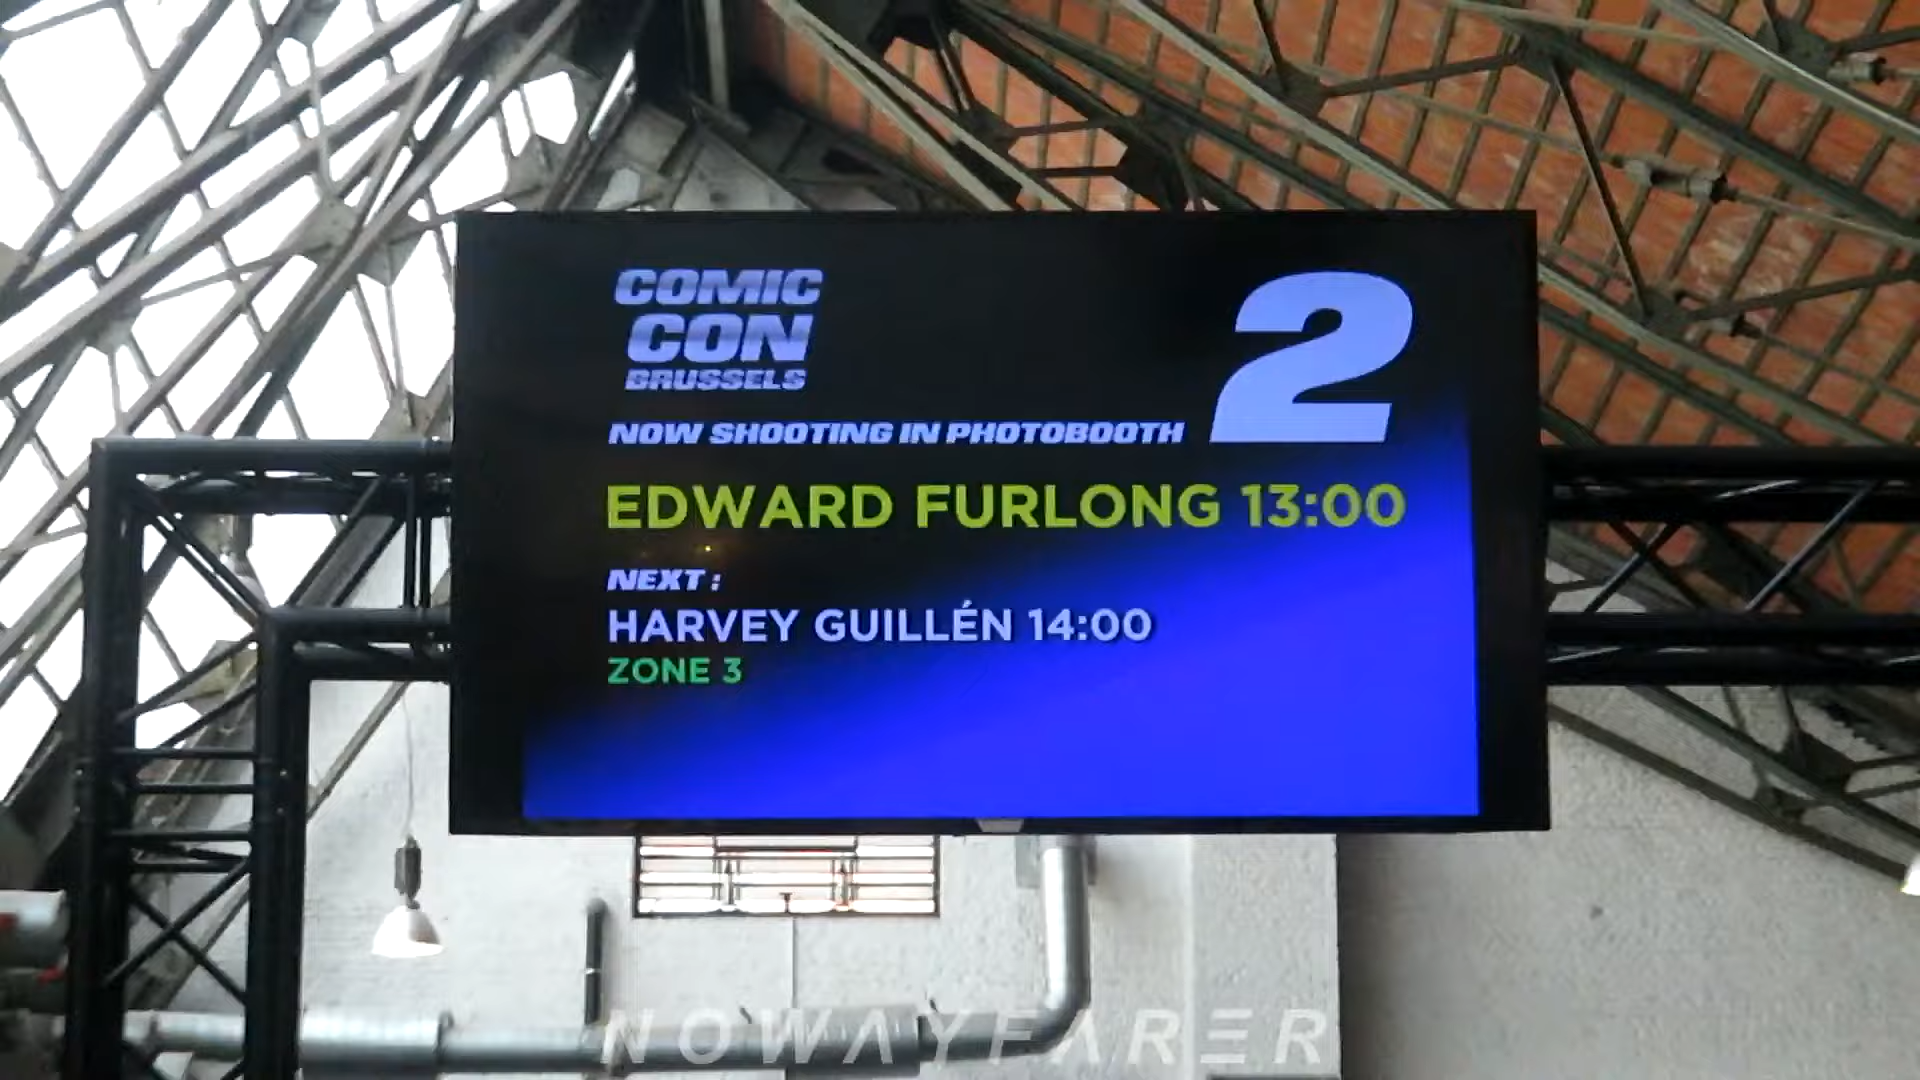 COMIC
CON
BRUSSELS
2
NOW SHOOTING IN PHOTOBOOTH
EDWARD FURLONG 13:00
NEXT :
HARVEY GUILLÉN 14:00
ZONE 3
NOWAYFARER